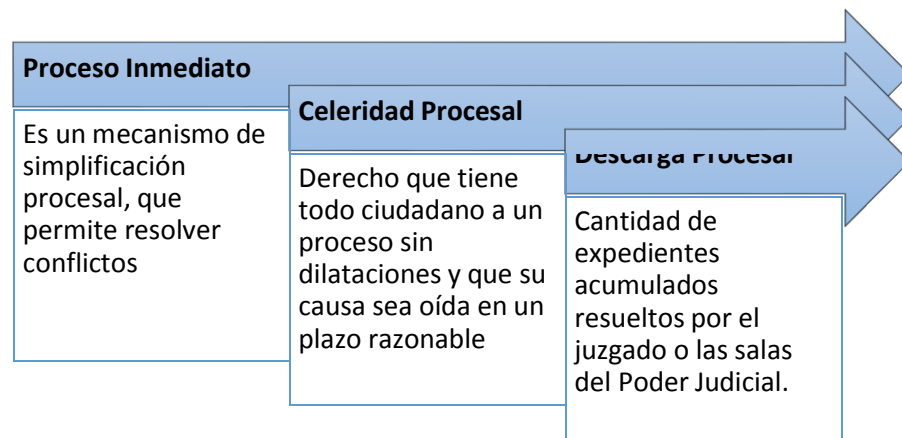 Proceso Inmediato
Es un mecanismo de
simplificación
procesal, que
permite resolver
conflictos
Celeridad Procesal
Derecho que tiene
todo ciudadano a un
proceso sin
dilataciones y que su
causa sea oída en un
plazo razonable
Descarga Procesal
Cantidad de
expedientes
acumulados
resueltos por el
juzgado o las salas
del Poder Judicial.